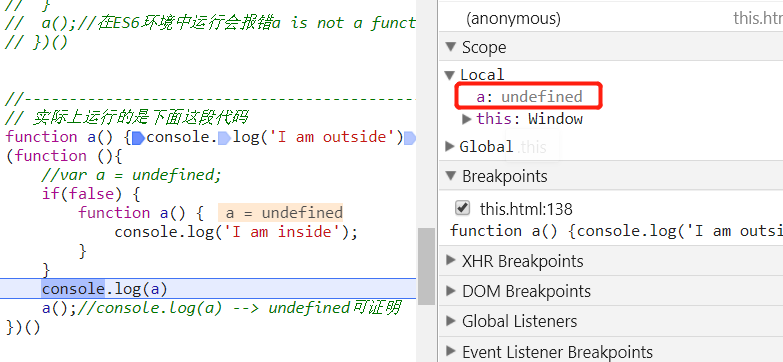 //  }
//  a();//在ES6环境中运行会报错a is not a funct
// })()
//------------------------------------------
// 实际上运行的是下面这段代码
function a() {console.log('I am outside')
(function (){
    //var a = undefined;
    if(false) {
        function a() {  a = undefined
            console.log('I am inside');
        }
    }
    console.log(a)
    a();//console.log(a) --> undefined可证明
})()
(anonymous)  this.ht
Scope
Local
a: undefined
this: Window
Global
.this
Breakpoints
this.html:138
function a() {console.log('I am outsi
XHR Breakpoints
DOM Breakpoints
Global Listeners
Event Listener Breakpoints